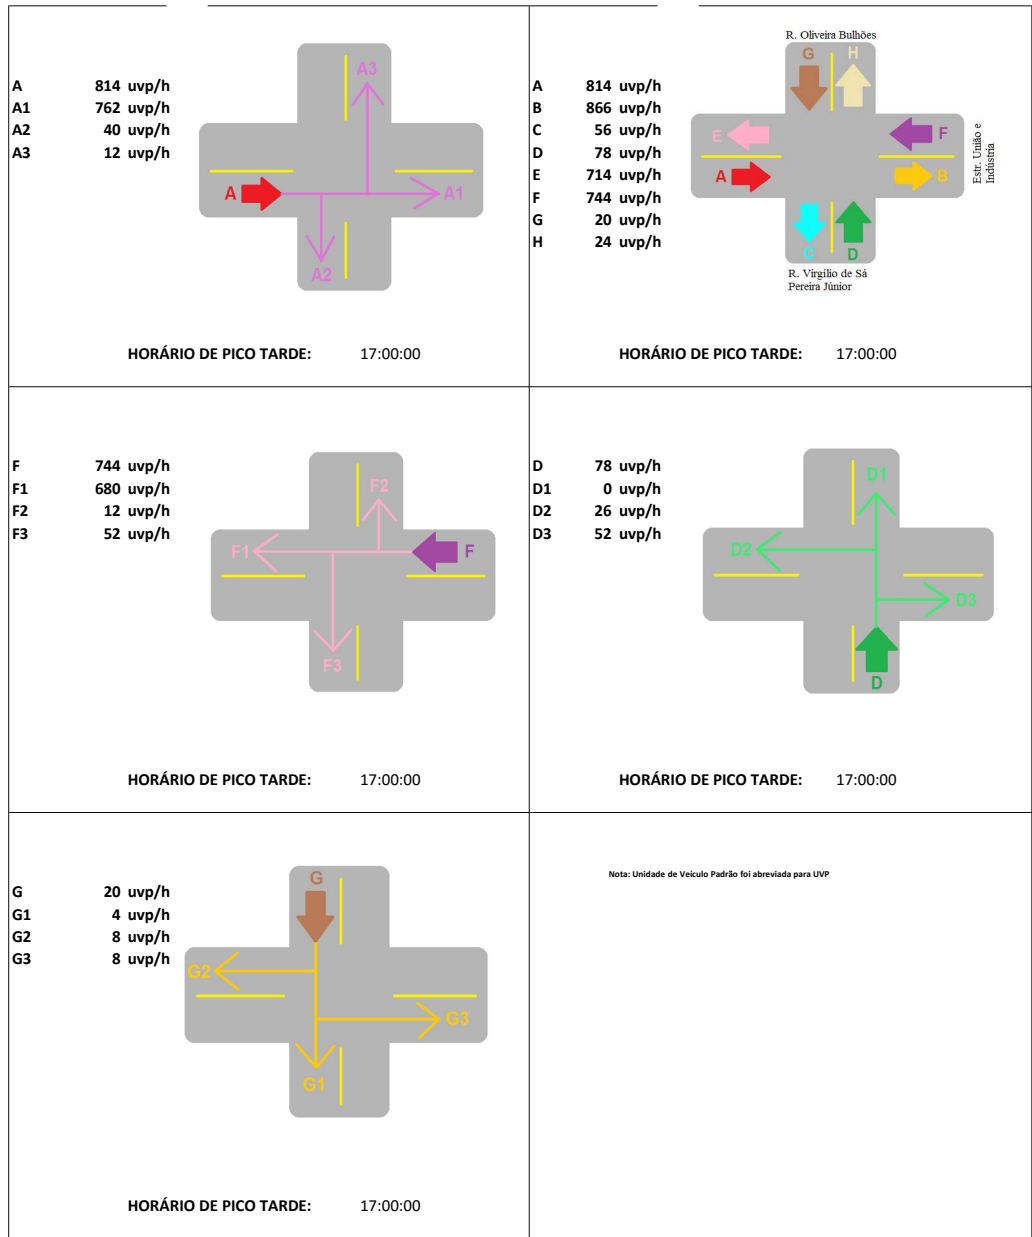 A 814 uvp/h
A1 762 uvp/h
A2 40 uvp/h
A3 12 uvp/h
A3
A
A1
A2
HORÁRIO DE PICO TARDE: 17:00:00
A 814 uvp/h
B 866 uvp/h
C 56 uvp/h
D 78 uvp/h
E 714 uvp/h
F 744 uvp/h
G 20 uvp/h
H 24 uvp/h
R. Oliveira Bulhões
G H
E F
A B
C D
Estr. União e
Indústria
R. Virgílio de Sá
Pereira Júnior
HORÁRIO DE PICO TARDE: 17:00:00
F 744 uvp/h
F1 680 uvp/h
F2 12 uvp/h
F3 52 uvp/h
F2
F1
F
F3
HORÁRIO DE PICO TARDE: 17:00:00
D 78 uvp/h
D1 0 uvp/h
D2 26 uvp/h
D3 52 uvp/h
D1
D2
D3
D
HORÁRIO DE PICO TARDE: 17:00:00
G 20 uvp/h
G1 4 uvp/h
G2 8 uvp/h
G3 8 uvp/h
G
G2
G3
G1
HORÁRIO DE PICO TARDE: 17:00:00
Nota: Unidade de Veículo Padrão foi abreviada para UVP